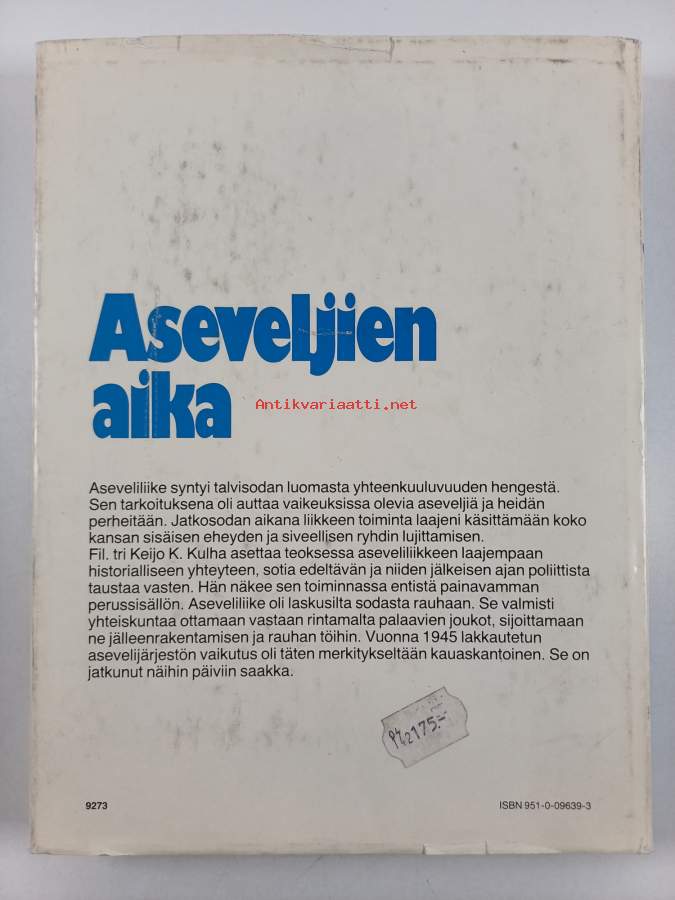 Aseveljien
aika
Antikvariaatti.net
Aseveliliike syntyi talvisodan luomasta yhteenkuuluvuuden hengestä.
Sen tarkoituksena oli auttaa vaikeuksissa olevia aseveljiä ja heidän
perheitään. Jatkosodan aikana liikkeen toiminta laajeni käsittämään koko
kansan sisäisen eheyden ja siveellisen ryhdin lujittamisen.
Fil. tri Keijo K. Kulha asettaa teoksessa aseveliliikkeen laajempaan
historialliseen yhteyteen, sotia edeltävän ja niiden jälkeisen ajan poliittista
taustaa vasten. Hän näkee sen toiminnassa entistä painavamman
perussisällön. Aseveliliike oli laskusilta sodasta rauhaan. Se valmisti
yhteiskuntaa ottamaan vastaan rintamalta palaavien joukot, sijoittamaan
ne jälleenrakentamisen ja rauhan töihin. Vuonna 1945 lakkautetun
asevelijärjestön vaikutus oli täten merkitykseltään kauaskantoinen. Se on
jatkunut näihin päiviin saakka.
175.-
9273
ISBN 951-0-09639-3